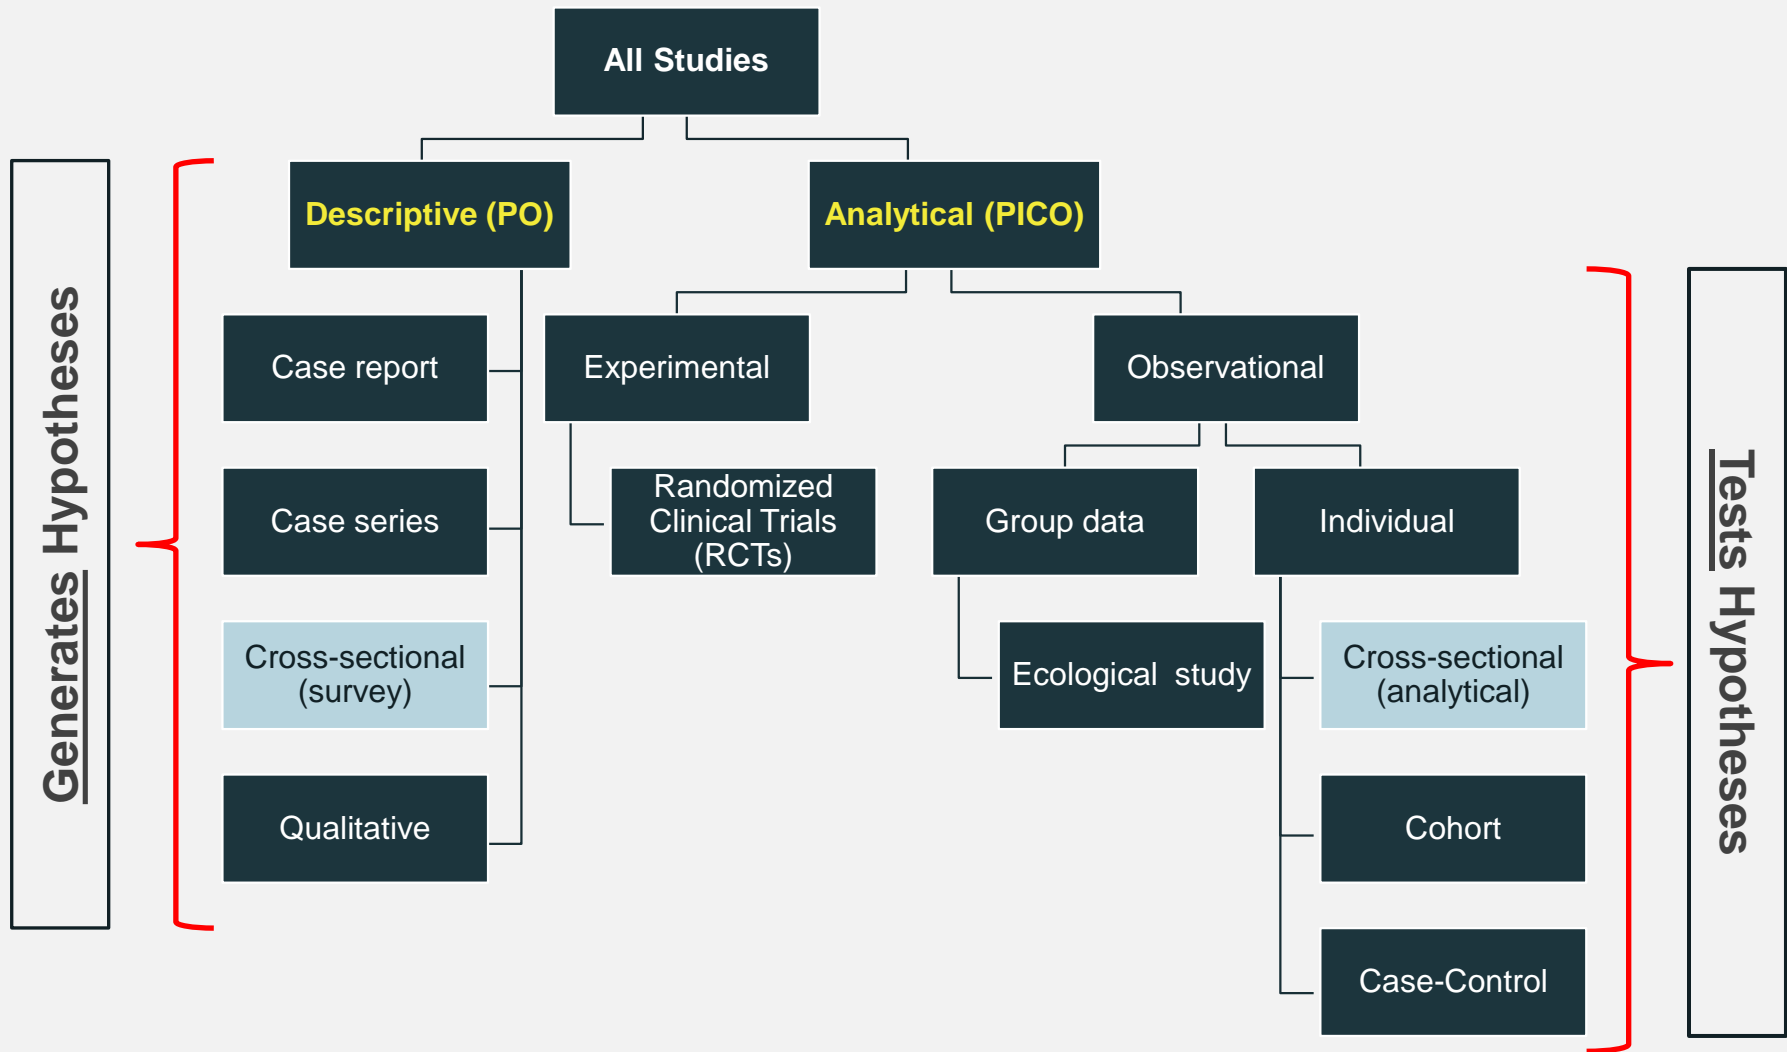 All Studies
Generates Hypotheses
Descriptive (PO)
Case report
Case series
Cross-sectional
(survey)
Qualitative
Analytical (PICO)
Experimental
Randomized
Clinical Trials
(RCTs)
Observational
Group data
Ecological study
Individual
Cross-sectional
(analytical)
Cohort
Case-Control
Tests Hypotheses